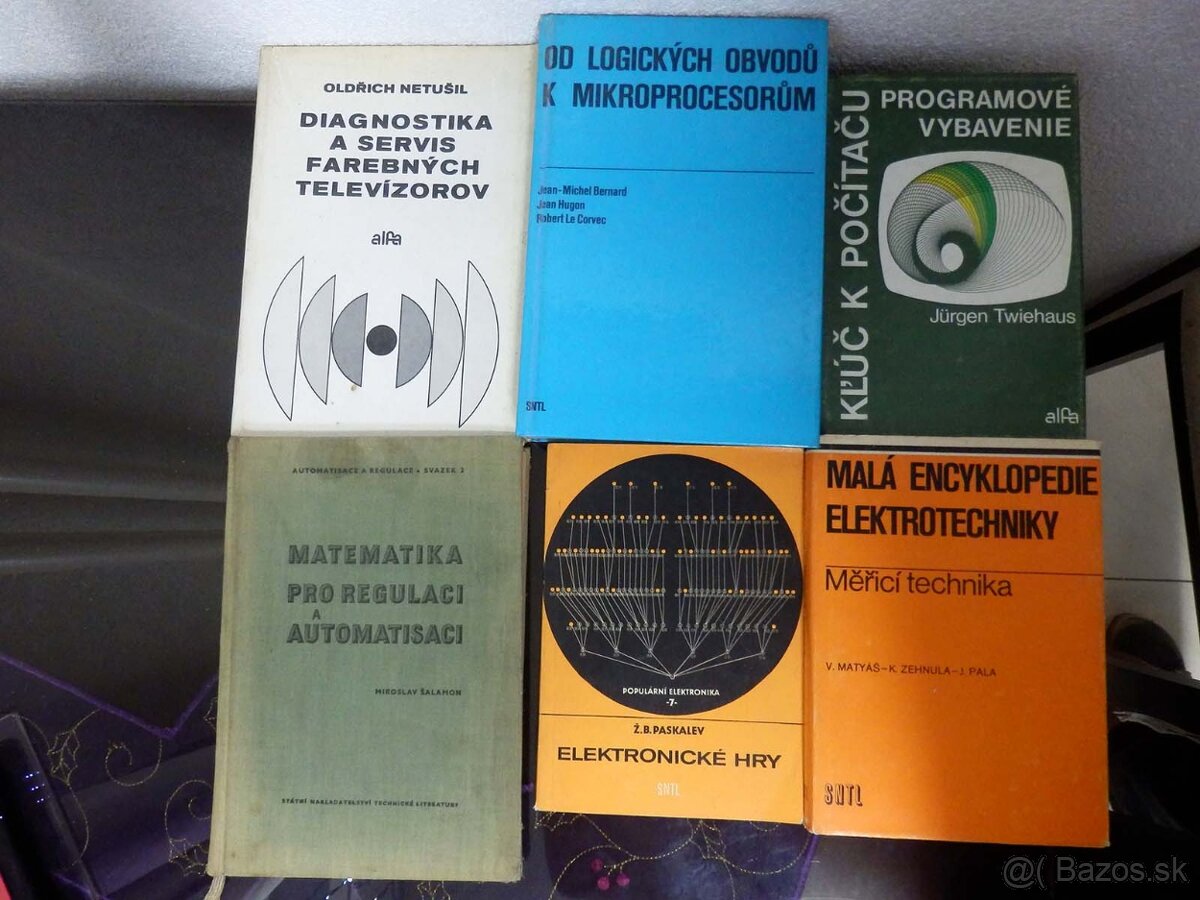 OLDŘICH NETUŠIL
DIAGNOSTIKA
A SERVIS
FAREBNÝCH
TELEVÍZOROV
alfa
OD LOGICKÝCH OBVODŮ
K MIKROPROCESORŮM
Jean-Michel Bernard
Jean Hugon
Robert Le Corvec
SNTL
KĽÚČ K POČÍTAČU
PROGRAMOVÉ
VYBAVENIE
Jürgen Twiehaus
alfa
AUTOMATISACE A REGULACE • SVAZEK 2
MATEMATIKA
PRO REGULACI
A
AUTOMATISACI
MIROSLAV ŠALAMON
STÁTNÍ NAKLADATELSTVÍ TECHNICKÉ LITERATURY
POPULÁRNÍ ELEKTRONIKA
-7-
Ž.B.PASKALEV
ELEKTRONICKÉ HRY
SNTL
MALÁ ENCYKLOPEDIE
ELEKTROTECHNIKY
Měřicí technika
V. MATYÁŠ-K. ZEHNULA-J. PALA
SNTL
@( Bazos.sk